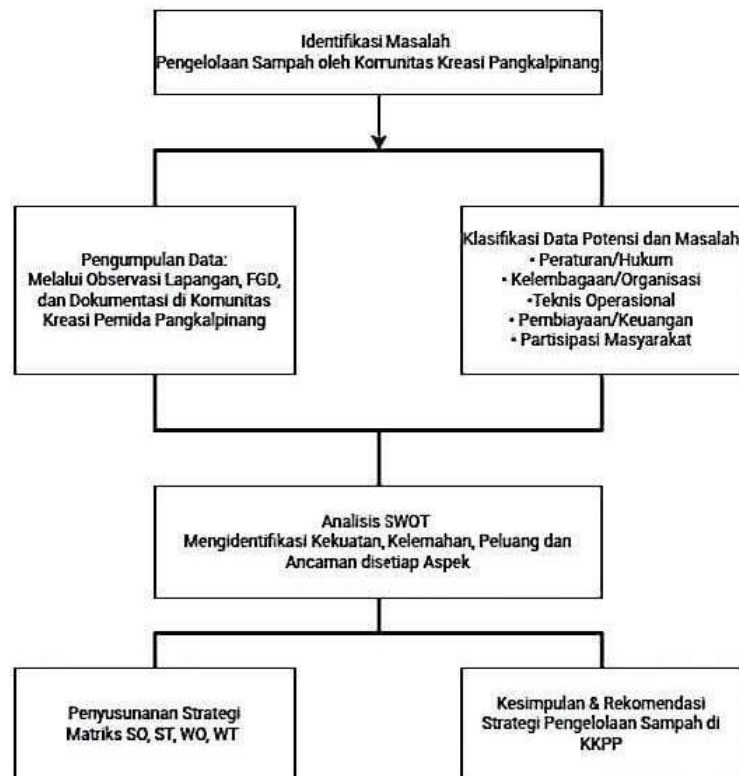 Identifikasi Masalah
Pengelolaan Sampah oleh Komunitas Kreasi Pangkalpinang
Pengumpulan Data:
Melalui Observasi Lapangan, FGD,
dan Dokumentasi di Komunitas
Kreasi Pemida Pangkalpinang
Klasifikasi Data Potensi dan Masalah
• Peraturan/Hukum
• Kelembagaan/Organisasi
•Teknis Operasional
• Pembiayaan/Keuangan
• Partisipasi Masyarakat
Analisis SWOT
Mengidentifikasi Kekuatan, Kelemahan, Peluang dan
Ancaman disetiap Aspek
Penyusunanan Strategi
Matriks SO, ST, WO, WT
Kesimpulan & Rekomendasi
Strategi Pengelolaan Sampah di
KKPP